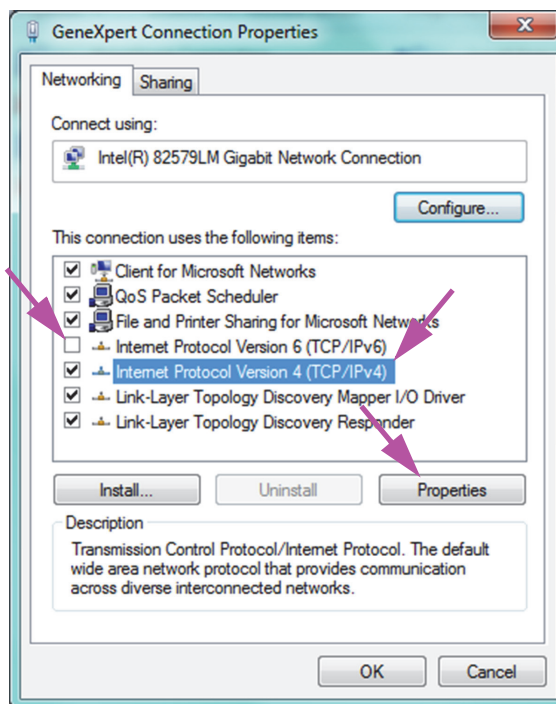 GeneXpert Connection Properties
Networking
Sharing
Connect using:
Intel(R) 82579LM Gigabit Network Connection
Configure...
This connection uses the following items:
Client for Microsoft Networks
QoS Packet Scheduler
File and Printer Sharing for Microsoft Networks
Internet Protocol Version 6 (TCP/IPv6)
Internet Protocol Version 4 (TCP/IPv4)
Link-Layer Topology Discovery Mapper I/O Driver
Link-Layer Topology Discovery Responder
Install...
Uninstall
Properties
Description
Transmission Control Protocol/Internet Protocol. The default
wide area network protocol that provides communication
across diverse interconnected networks.
OK
Cancel